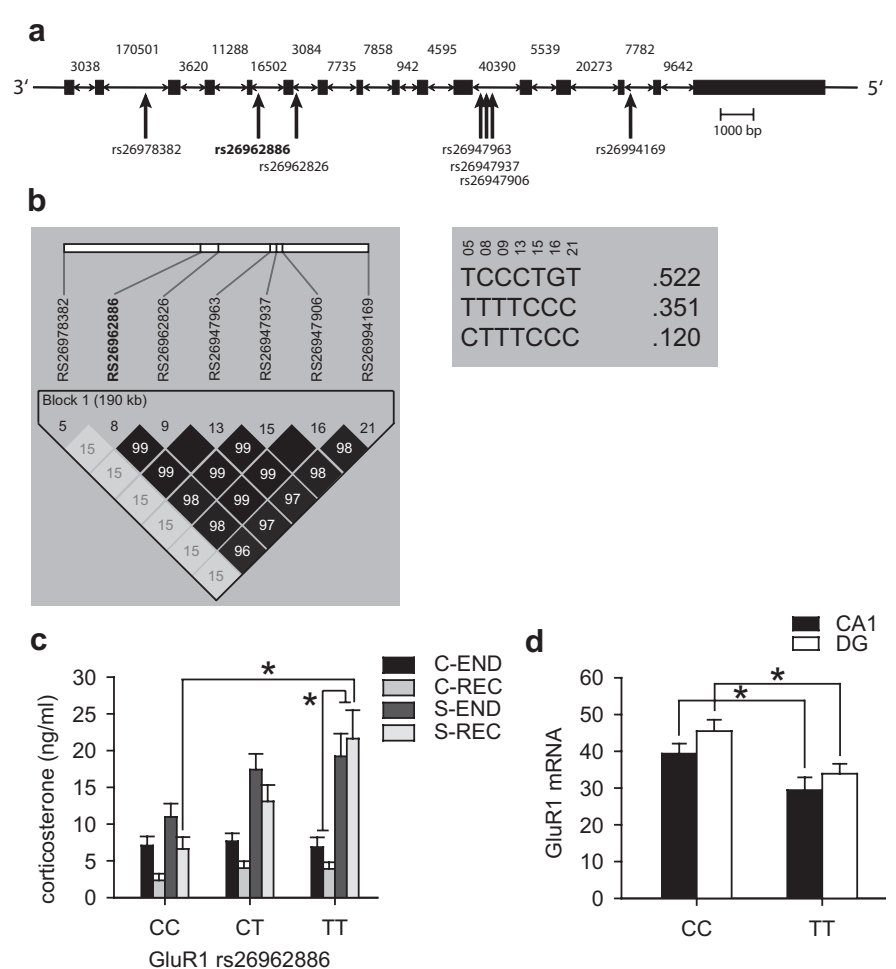 a
170501 11288 3084 7858 4595 5539 7782
3038 3620 16502 7735 942 40390 20273 9642
3′ 5′
1000 bp
rs26978382 rs26962886 rs26947963 rs26994169
rs26962826 rs26947937
rs26947906
b
RS26978382 RS26962886 RS26962826 RS26947963 RS26947937 RS26947906 RS26994169
Block 1 (190 kb)
5 8 9 13 15 16 21
15 99 99 98
15 99 99 99 98
15 98 99 97
15 98 97
15 96
15
05 08 09 13 15 16 21
TCCCTGT .522
TTTTCCC .351
CTTTCCC .120
c
corticosterone (ng/ml)
30
25
20
15
10
5
0
* *
C-END
C-REC
S-END
S-REC
CC CT TT
GluR1 rs26962886
d
CA1
DG
GluR1 mRNA
60
50
40
30
20
10
0
* *
CC TT